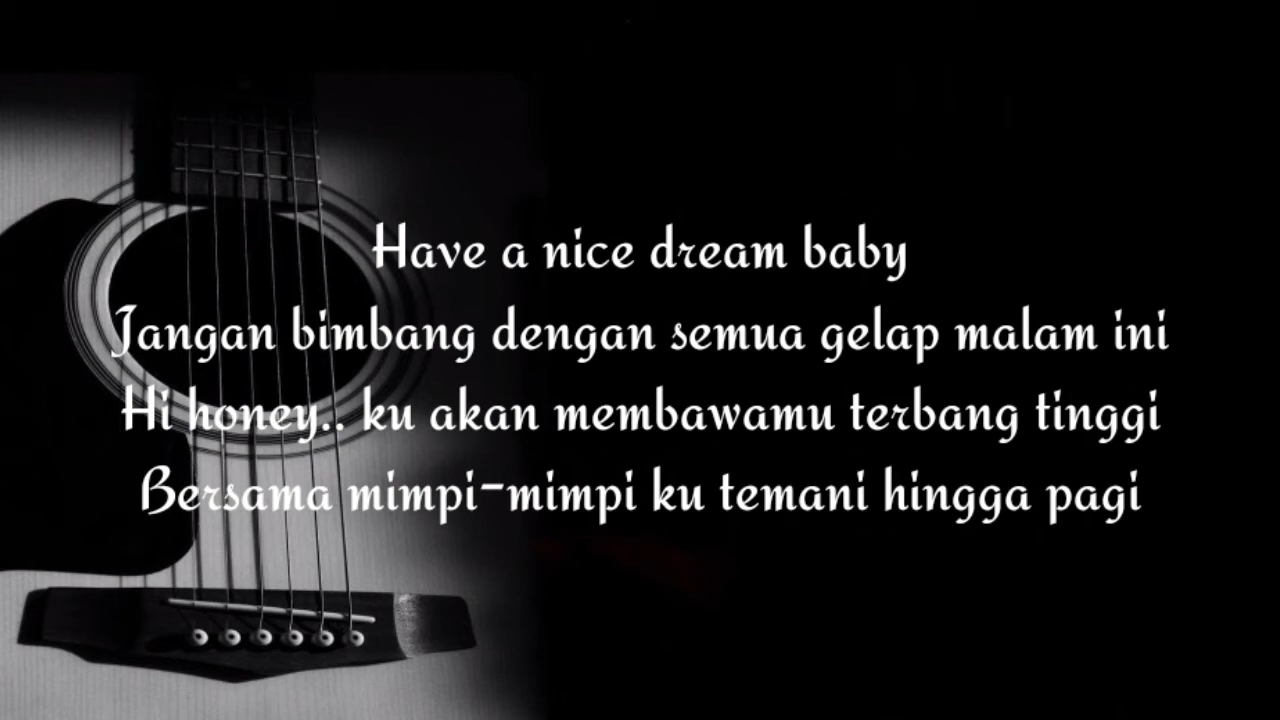 Have a nice dream baby
Jangan bimbang dengan semua gelap malam ini
Hi honey.. ku akan membawamu terbang tinggi
Bersama mimpi-mimpi ku temani hingga pagi